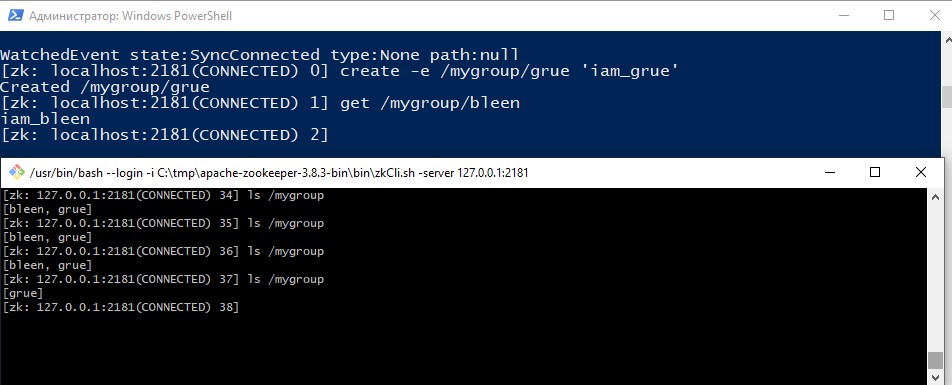 Администратор: Windows PowerShell
WatchedEvent state:SyncConnected type:None path:null
[zk: localhost:2181(CONNECTED) 0] create -e /mygroup/grue 'iam_grue'
Created /mygroup/grue
[zk: localhost:2181(CONNECTED) 1] get /mygroup/bleen
iam_bleen
[zk: localhost:2181(CONNECTED) 2]
/usr/bin/bash --login -i C:\tmp\apache-zookeeper-3.8.3-bin\bin\zkCli.sh -server 127.0.0.1:2181
[zk: 127.0.0.1:2181(CONNECTED) 34] ls /mygroup
[bleen, grue]
[zk: 127.0.0.1:2181(CONNECTED) 35] ls /mygroup
[bleen, grue]
[zk: 127.0.0.1:2181(CONNECTED) 36] ls /mygroup
[bleen, grue]
[zk: 127.0.0.1:2181(CONNECTED) 37] ls /mygroup
[grue]
[zk: 127.0.0.1:2181(CONNECTED) 38]